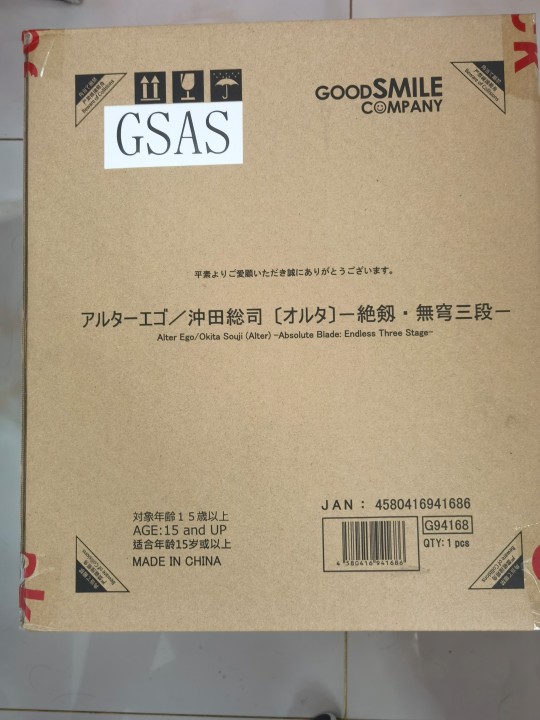 GOODSMILE
COMPANY
GSAS
平素よりご愛顧いただき誠にありがとうございます。
アルターエゴ／沖田総司〔オルタ〕－絶剱・無穹三段－
Alter Ego/Okita Souji (Alter) -Absolute Blade: Endless Three Stage-
対象年齢１５歳以上
AGE:15 and UP
适合年龄15岁或以上
MADE IN CHINA
JAN : 4580416941686
G94168
QTY: 1 pcs
4 580416 941686